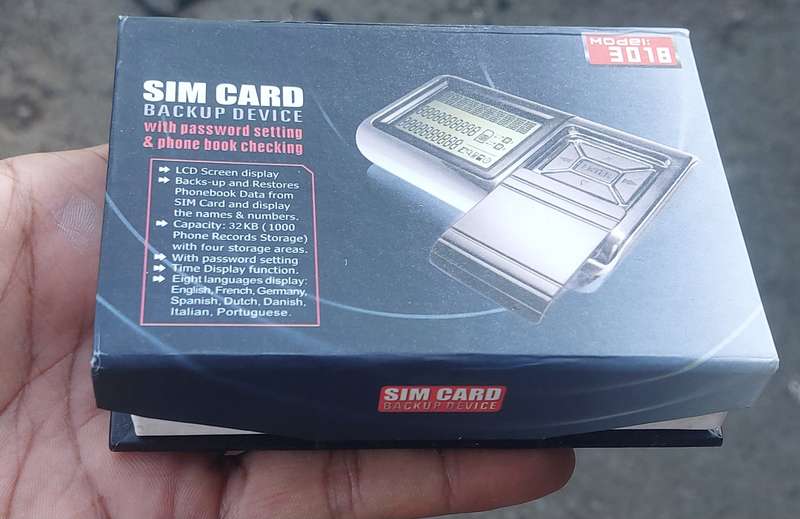 MODEL:
301B
SIM CARD
BACKUP DEVICE
with password setting
& phone book checking
LCD Screen display
Backs-up and Restores
Phonebook Data from
SIM Card and display
the names & numbers.
Capacity: 32KB (1000
Phone Records Storage)
with four storage areas.
With password setting
Time Display function.
Eight languages display:
English, French, Germany,
Spanish, Dutch, Danish,
Italian, Portuguese.
SIM CARD
BACKUP DEVICE